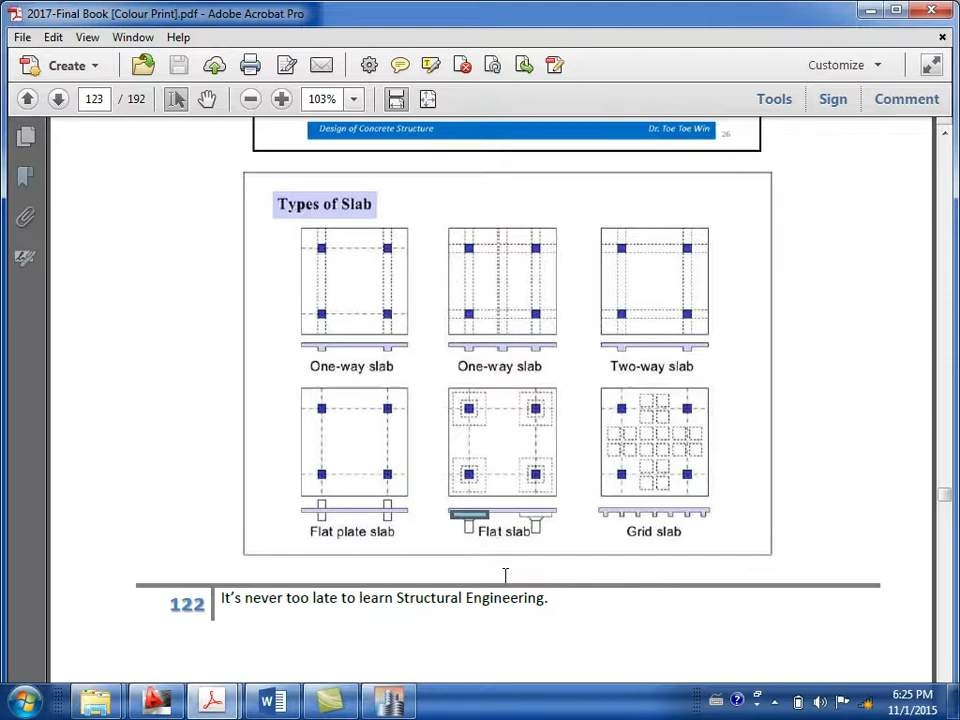 2017-Final Book [Colour Print].pdf - Adobe Acrobat Pro
File Edit View Window Help
Create Customize
123 / 192 103% Tools Sign Comment
Design of Concrete Structure Dr. Toe Toe Win 26
Types of Slab
One-way slab One-way slab Two-way slab
Flat plate slab Flat slab Grid slab
122 It's never too late to learn Structural Engineering.
6:25 PM
11/1/2015